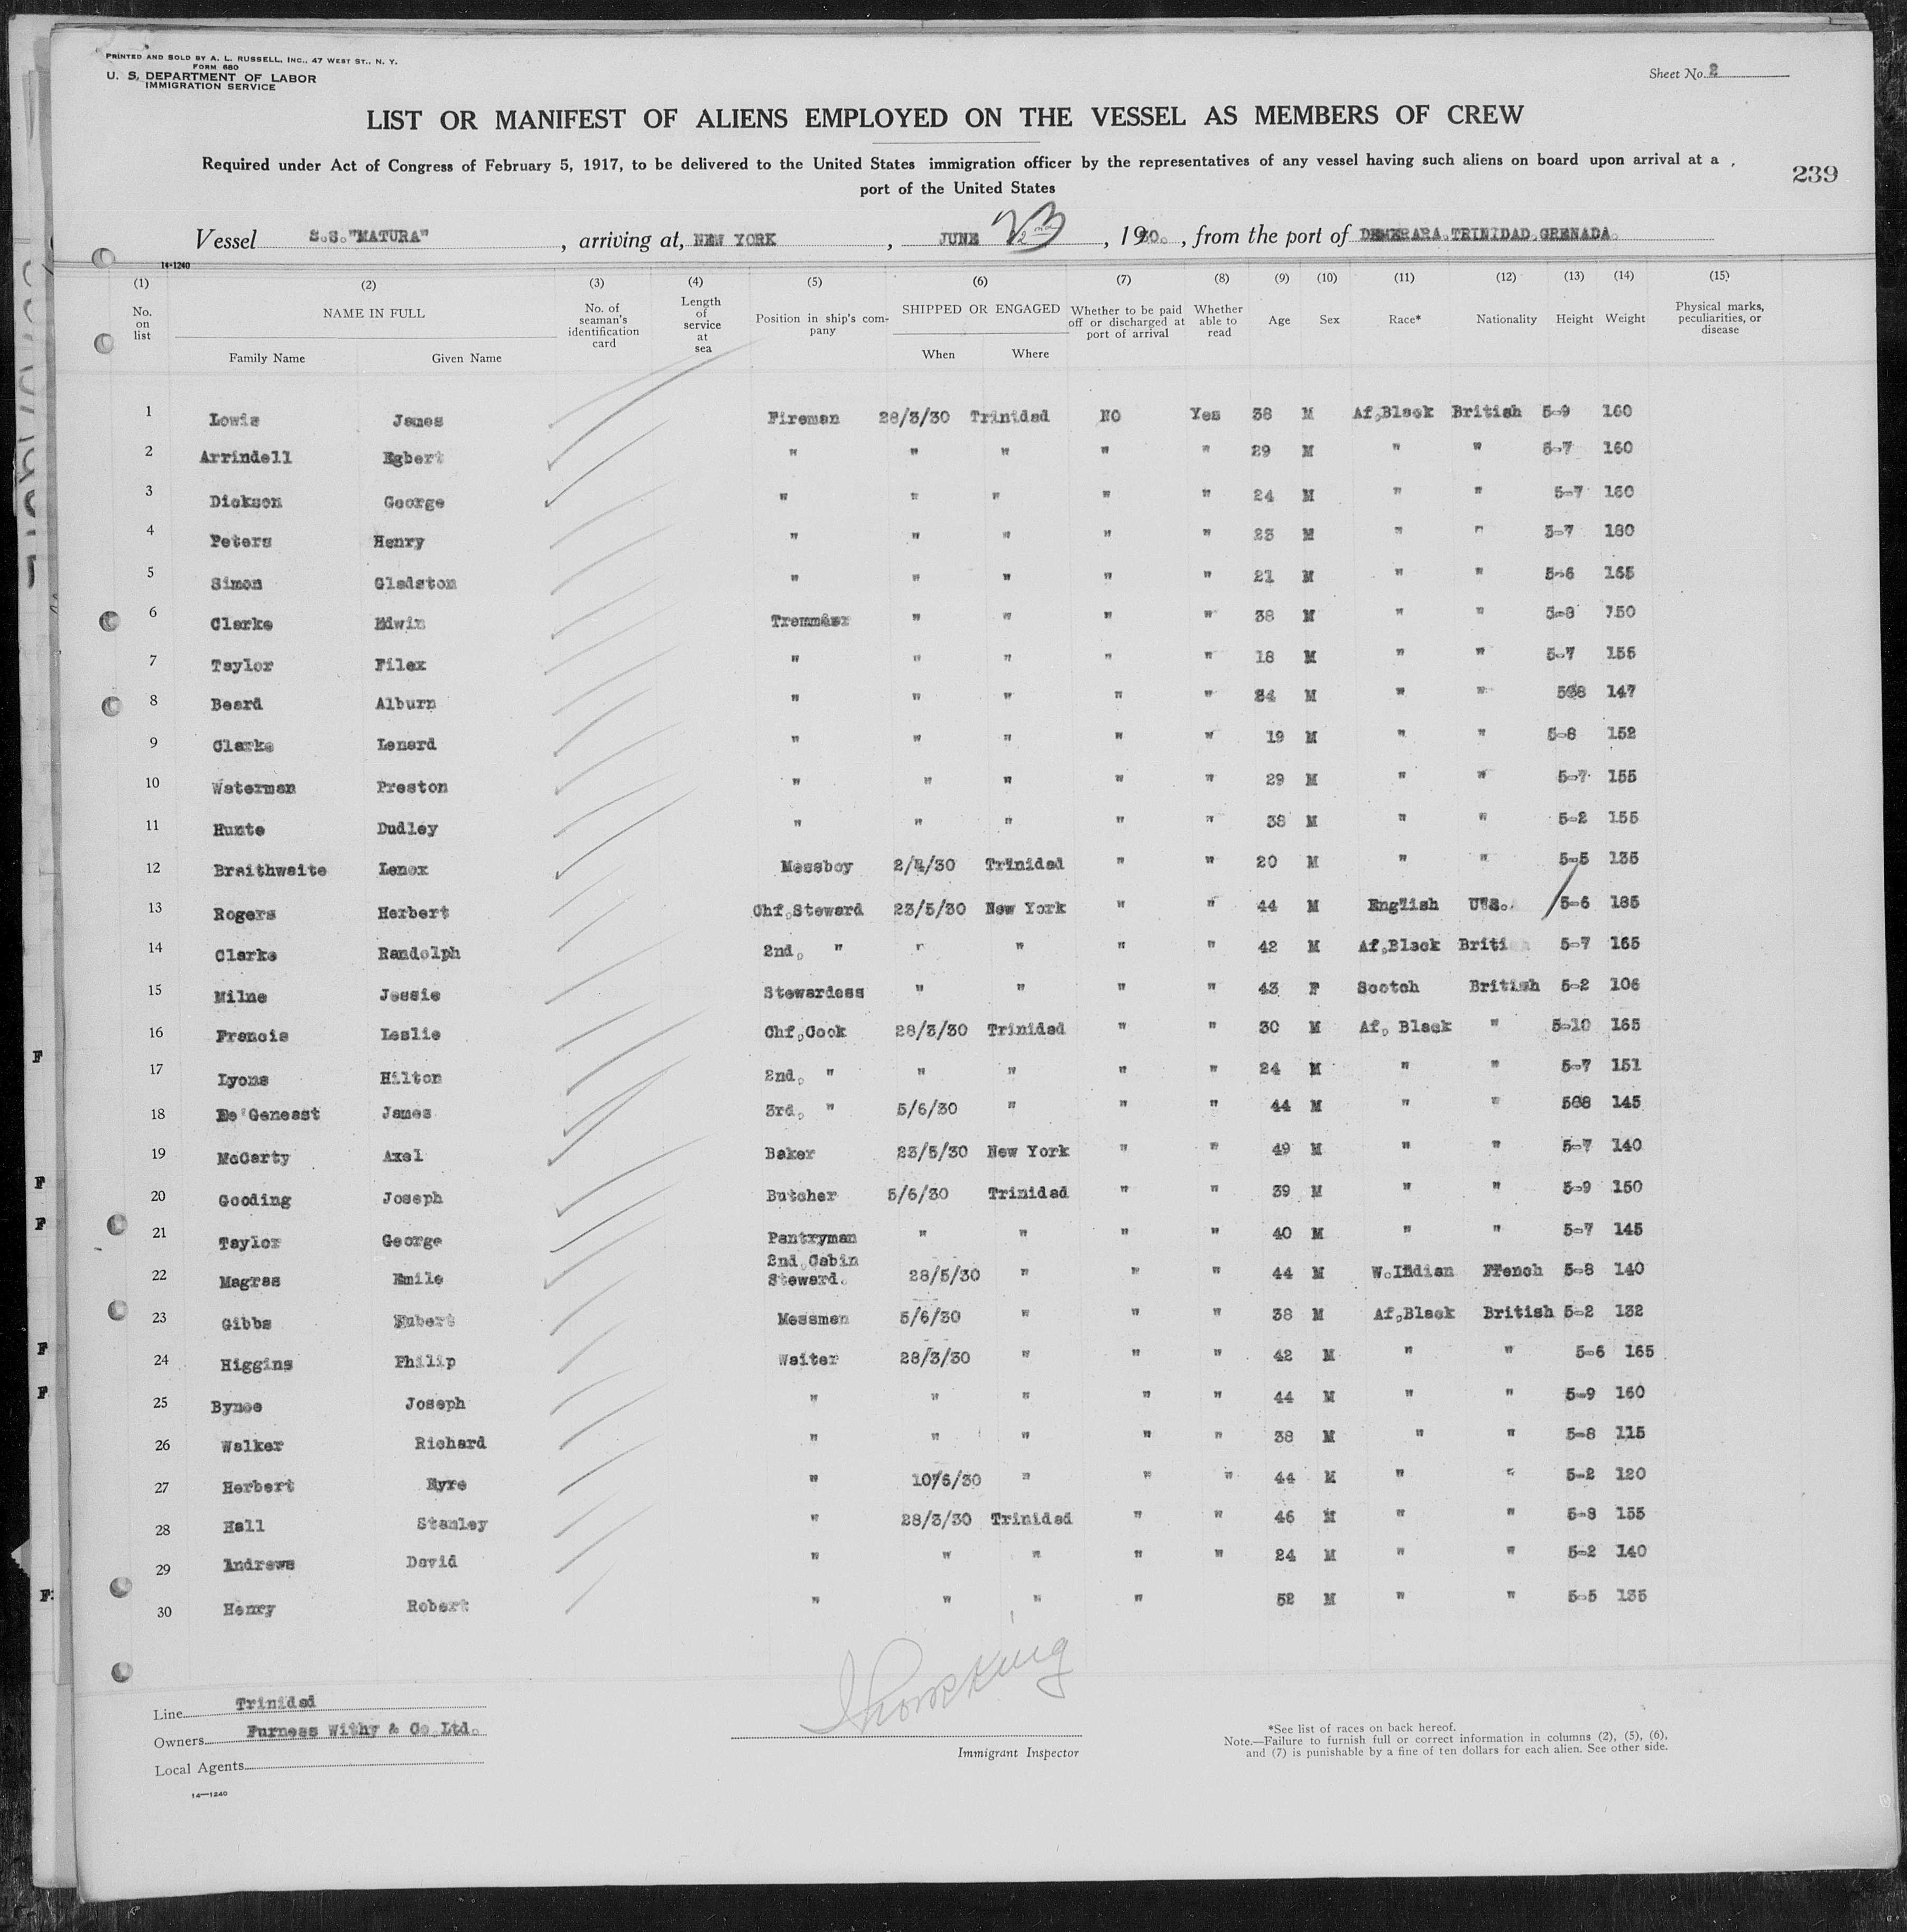 PRINTED AND SOLD BY A. L. RUSSELL, INC., 47 WEST ST., N. Y.
FORM 680
U. S. DEPARTMENT OF LABOR
IMMIGRATION SERVICE
Sheet No. 2
LIST OR MANIFEST OF ALIENS EMPLOYED ON THE VESSEL AS MEMBERS OF CREW
Required under Act of Congress of February 5, 1917, to be delivered to the United States immigration officer by the representatives of any vessel having such aliens on board upon arrival at a
port of the United States
239
Vessel S.S."MATURA", arriving at, NEW YORK, JUNE 23, 1930., from the port of DEMERARA.TRINIDAD.GRENADA.
14-1240
(1) (2) (3) (4) (5) (6) (7) (8) (9) (10) (11) (12) (13) (14) (15)
No. on list NAME IN FULL Family Name Given Name No. of seaman's identification card Length of service at sea Position in ship's company SHIPPED OR ENGAGED When Where Whether to be paid off or discharged at port of arrival Whether able to read Age Sex Race* Nationality Height Weight Physical marks, peculiarities, or disease
1 Lowis James Fireman 28/3/30 Trinidad NO Yes 38 M Af.Black British 5-9 160
2 Arrindell Egbert " " " " " 29 M " " 5-7 160
3 Dickson George " " " " " 24 M " " 5-7 160
4 Peters Henry " " " " " 23 M " " 5-7 180
5 Simon Gladston " " " " " 21 M " " 5-6 165
6 Clarke Edwin " " " " 38 M " " 5-8 150
7 Taylor Filex " " " " " 18 M " " 5-7 155
8 Beard Alburn " " " " " 34 M " " 5-8 147
9 Clarke Lenard " " " " " 19 M " " 5-8 152
10 Waterman Preston " " " " " 29 M " " 5-7 155
11 Hunte Dudley " " " " " 38 M " " 5-2 155
12 Braithwaite Lenox Messboy 2/4/30 Trinidad " " 20 M " " 5-5 135
13 Rogers Herbert Chf.Steward 23/5/30 New York " " 44 M English U.S. 5-6 185
14 Clarke Randolph 2nd. " " " " " 42 M Af.Black Briti 5-7 165
15 Milne Jessie Stewardess " " " " 43 F Scotch British 5-2 106
16 Francis Leslie Chf.Cook 28/3/30 Trinidad " " 30 M Af. Black " 5-10 165
17 Lyons Hilton 2nd. " " " " " 24 M " " 5-7 151
18 De'Geneast James 3rd. " 5/6/30 " " " 44 M " " 5-8 145
19 McCarty Axel Baker 23/5/30 New York " " 49 M " " 5-7 140
20 Gooding Joseph Butcher 5/6/30 Trinidad " " 39 M " " 5-9 150
21 Taylor George Pantryman " " " " 40 M " " 5-7 145
22 Magras Emile 2nd.Cabin Steward. 28/5/30 " " " 44 M W.Indian French 5-8 140
23 Gibbs Hubert Messman 5/6/30 " " " 38 M Af.Black British 5-2 132
24 Higgins Philip Waiter 28/3/30 " " " 42 M " " 5-6 165
25 Bynoe Joseph " " " " " 44 M " " 5-9 160
26 Walker Richard " " " " " 38 M " " 5-8 115
27 Herbert Eyre " 10/6/30 " " " 44 M " " 5-2 120
28 Hall Stanley " 28/3/30 Trinidad " " 46 M " " 5-8 155
29 Andrews David " " " " " 24 M " " 5-2 140
30 Henry Robert " " " " 52 M " " 5-5 135
F
F
F
F
F
F
Line Trinidad
Owners Furness Withy & Co.Ltd.
Local Agents
14—1240
Immigrant Inspector
*See list of races on back hereof.
Note.—Failure to furnish full or correct information in columns (2), (5), (6),
and (7) is punishable by a fine of ten dollars for each alien. See other side.